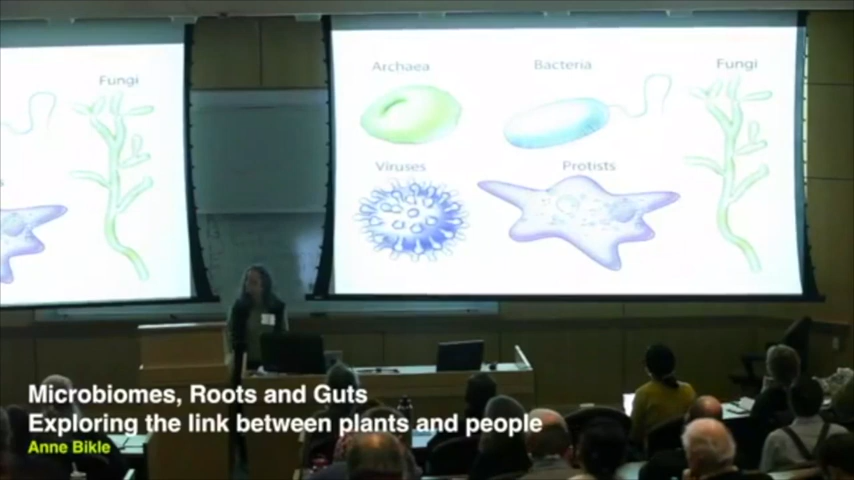 Fungi
Archaea
Bacteria
Fungi
Viruses
Protists
Microbiomes, Roots and Guts
Exploring the link between plants and people
Anne Bikle